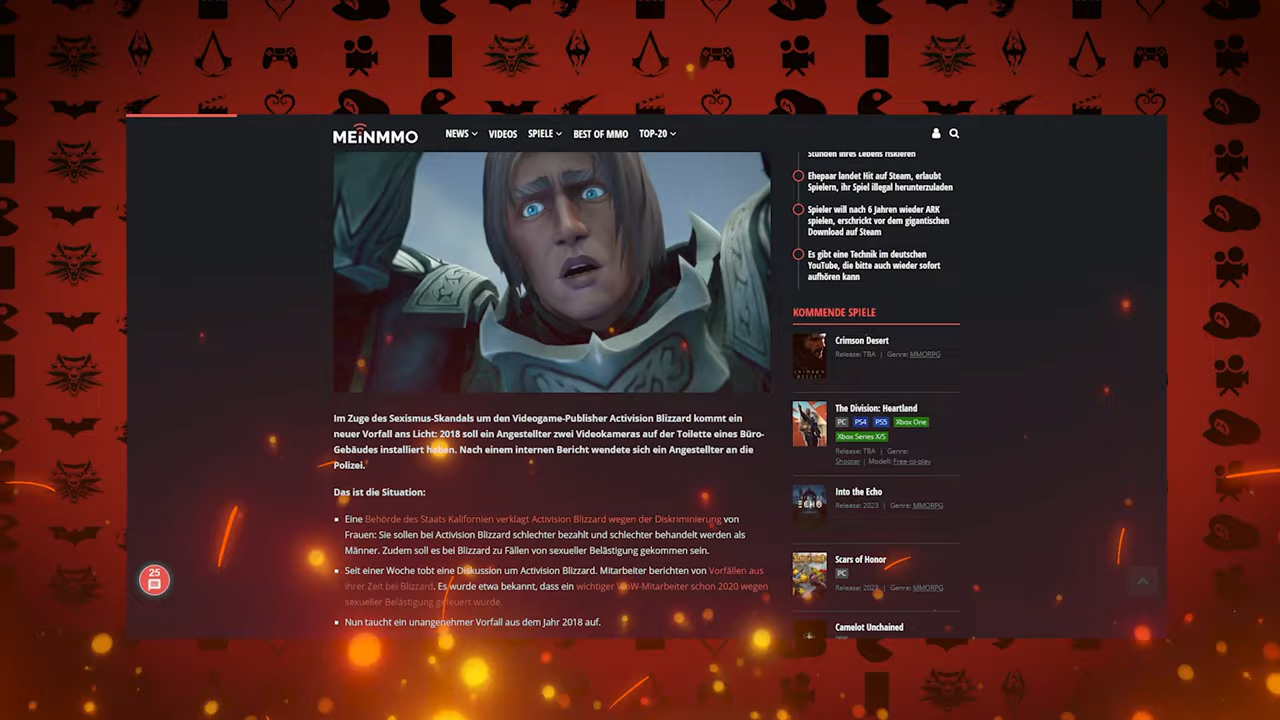 MEiNMMO
NEWS
VIDEOS
SPIELE
BEST OF MMO
TOP-20
Stunden ihres Lebens riskieren
Ehepaar landet Hit auf Steam, erlaubt
Spielern, ihr Spiel illegal herunterzuladen
Spieler will nach 6 Jahren wieder ARK
spielen, erschrickt vor dem gigantischen
Download auf Steam
Es gibt eine Technik im deutschen
YouTube, die bitte auch wieder sofort
aufhören kann
KOMMENDE SPIELE
Crimson Desert
Release: TBA | Genre: MMORPG
The Division: Heartland
PC PS4 PS5 Xbox One
Xbox Series X/S
Release: TBA | Genre:
Shooter | Modell: Free-to-play
Into the Echo
Release: 2023 | Genre: MMORPG
Scars of Honor
PC
Release: 2023 | Genre: MMORPG
Camelot Unchained
Im Zuge des Sexismus-Skandals um den Videogame-Publisher Activision Blizzard kommt ein
neuer Vorfall ans Licht: 2018 soll ein Angestellter zwei Videokameras auf der Toilette eines Büro-
Gebäudes installiert haben. Nach einem internen Bericht wendete sich ein Angestellter an die
Polizei.
Das ist die Situation:
Eine Behörde des Staats Kalifornien verklagt Activision Blizzard wegen der Diskriminierung von
Frauen: Sie sollen bei Activision Blizzard schlechter bezahlt und schlechter behandelt werden als
Männer. Zudem soll es bei Blizzard zu Fällen von sexueller Belästigung gekommen sein.
Seit einer Woche tobt eine Diskussion um Activision Blizzard. Mitarbeiter berichten von Vorfällen aus
ihrer Zeit bei Blizzard. Es wurde etwa bekannt, dass ein wichtiger WoW-Mitarbeiter schon 2020 wegen
sexueller Belästigung gefeuert wurde.
Nun taucht ein unangenehmer Vorfall aus dem Jahr 2018 auf.
25